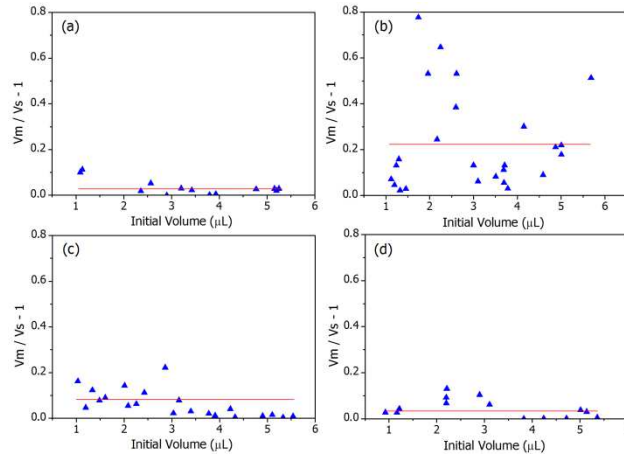 (a)
Vm / Vs - 1
0.8
0.6
0.4
0.2
0.0
0 1 2 3 4 5 6
Initial Volume (μL)
(b)
Vm / Vs - 1
0.8
0.6
0.4
0.2
0.0
0 1 2 3 4 5 6
Initial Volume (μL)
(c)
Vm / Vs - 1
0.8
0.6
0.4
0.2
0.0
0 1 2 3 4 5 6
Initial Volume (μL)
(d)
Vm / Vs - 1
0.8
0.6
0.4
0.2
0.0
1 2 3 4 5
Initial Volume (μL)